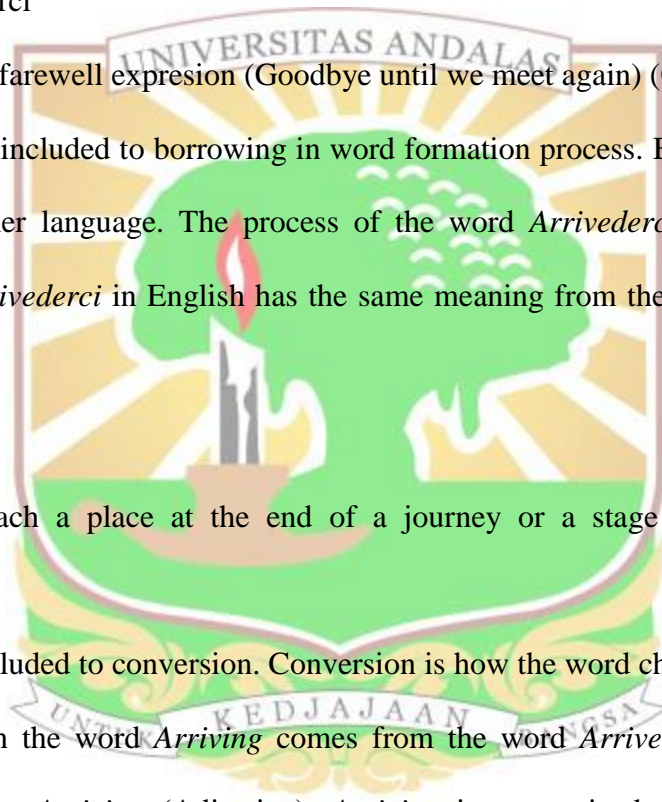 rci
UNIVERSITAS ANDALAS
farewell expresion (Goodbye until we meet again) (
included to borrowing in word formation process.
er language. The process of the word Arrivederc
ivederci in English has the same meaning from the
ach a place at the end of a journey or a stage
luded to conversion. Conversion is how the word ch
UNTUK KEDJAJAAN BANGSA
the word Arriving comes from the word Arrive